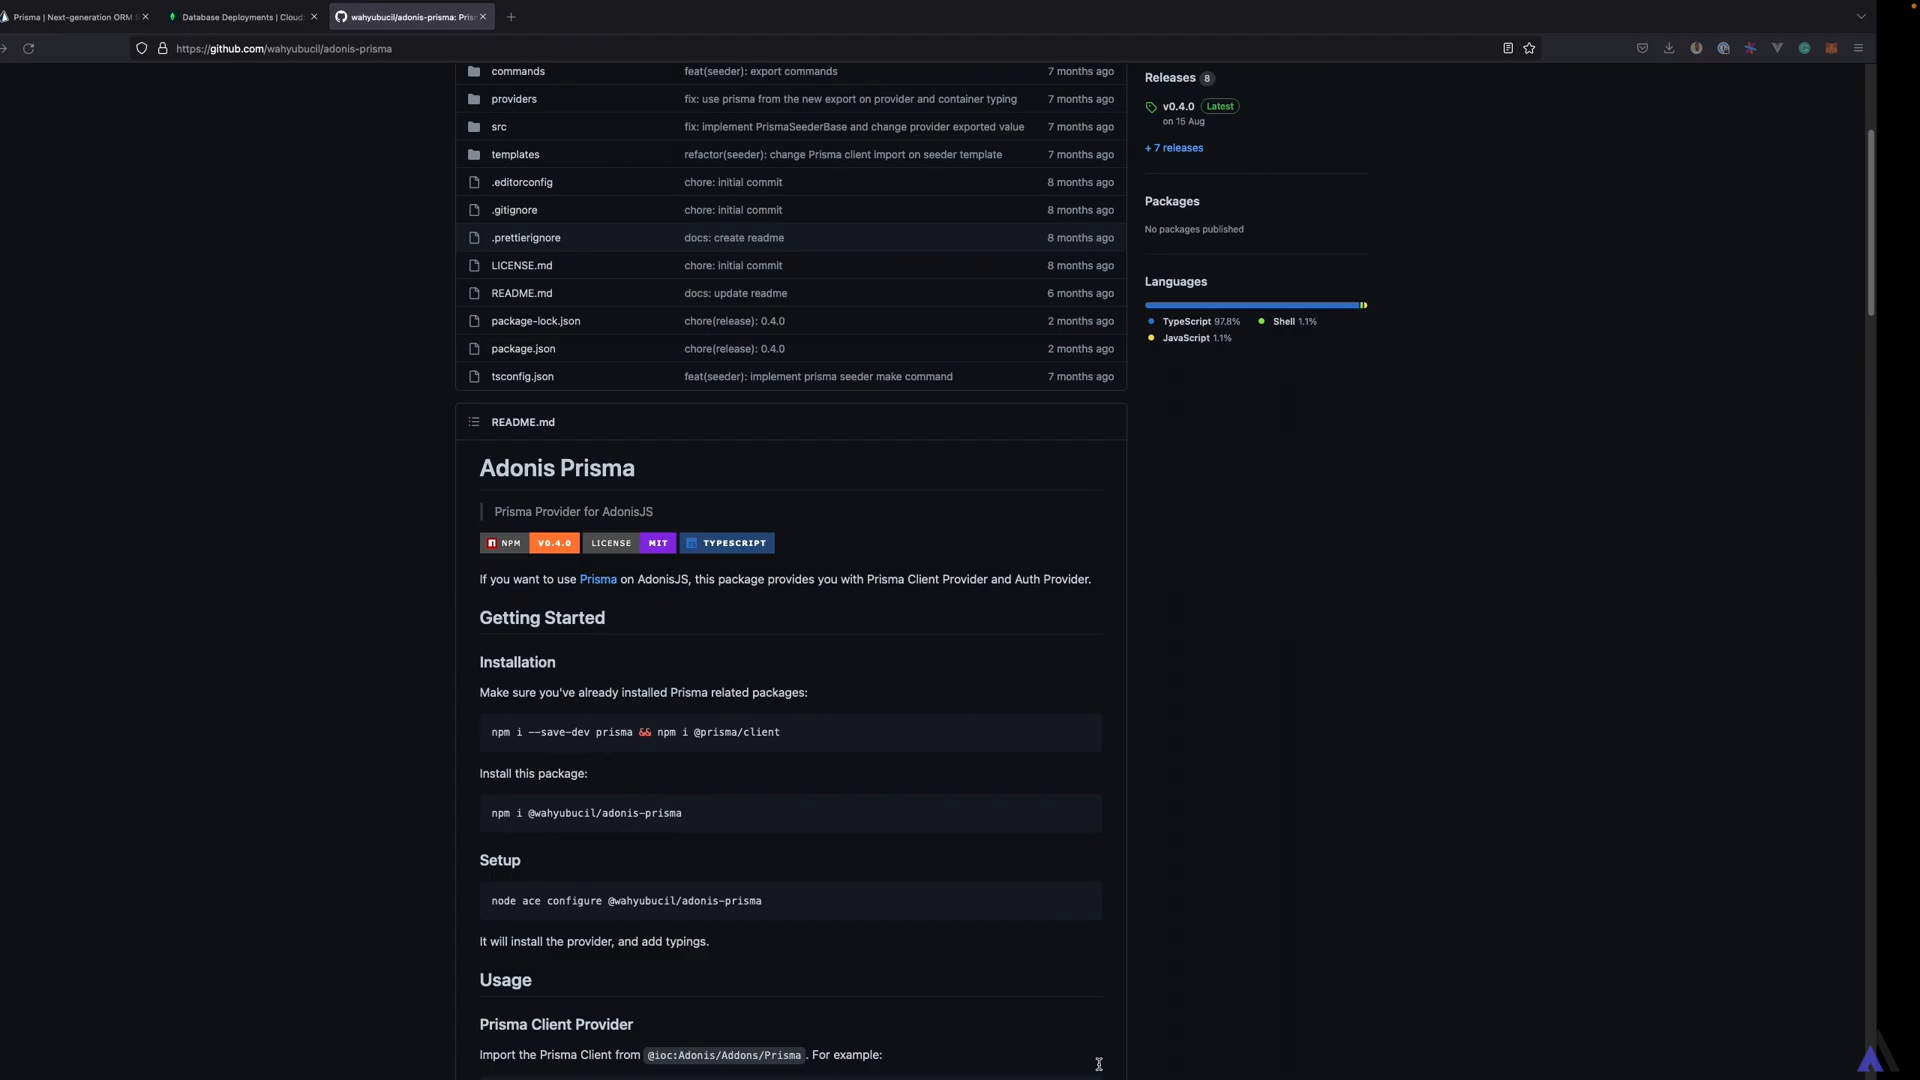 Prisma | Next-generation ORM f
Database Deployments | Cloud:
wahyubucil/adonis-prisma: Pris
https://github.com/wahyubucil/adonis-prisma
commands feat(seeder): export commands 7 months ago
providers fix: use prisma from the new export on provider and container typing 7 months ago
src fix: implement PrismaSeederBase and change provider exported value 7 months ago
templates refactor(seeder): change Prisma client import on seeder template 7 months ago
.editorconfig chore: initial commit 8 months ago
.gitignore chore: initial commit 8 months ago
.prettierignore docs: create readme 8 months ago
LICENSE.md chore: initial commit 8 months ago
README.md docs: update readme 6 months ago
package-lock.json chore(release): 0.4.0 2 months ago
package.json chore(release): 0.4.0 2 months ago
tsconfig.json feat(seeder): implement prisma seeder make command 7 months ago
Releases 8
v0.4.0 Latest
on 15 Aug
+ 7 releases
Packages
No packages published
Languages
TypeScript 97.8% Shell 1.1%
JavaScript 1.1%
README.md
Adonis Prisma
Prisma Provider for AdonisJS
NPM V0.4.0 LICENSE MIT TS TYPESCRIPT
If you want to use Prisma on AdonisJS, this package provides you with Prisma Client Provider and Auth Provider.
Getting Started
Installation
Make sure you've already installed Prisma related packages:
npm i --save-dev prisma && npm i @prisma/client
Install this package:
npm i @wahyubucil/adonis-prisma
Setup
node ace configure @wahyubucil/adonis-prisma
It will install the provider, and add typings.
Usage
Prisma Client Provider
Import the Prisma Client from @ioc:Adonis/Addons/Prisma. For example: